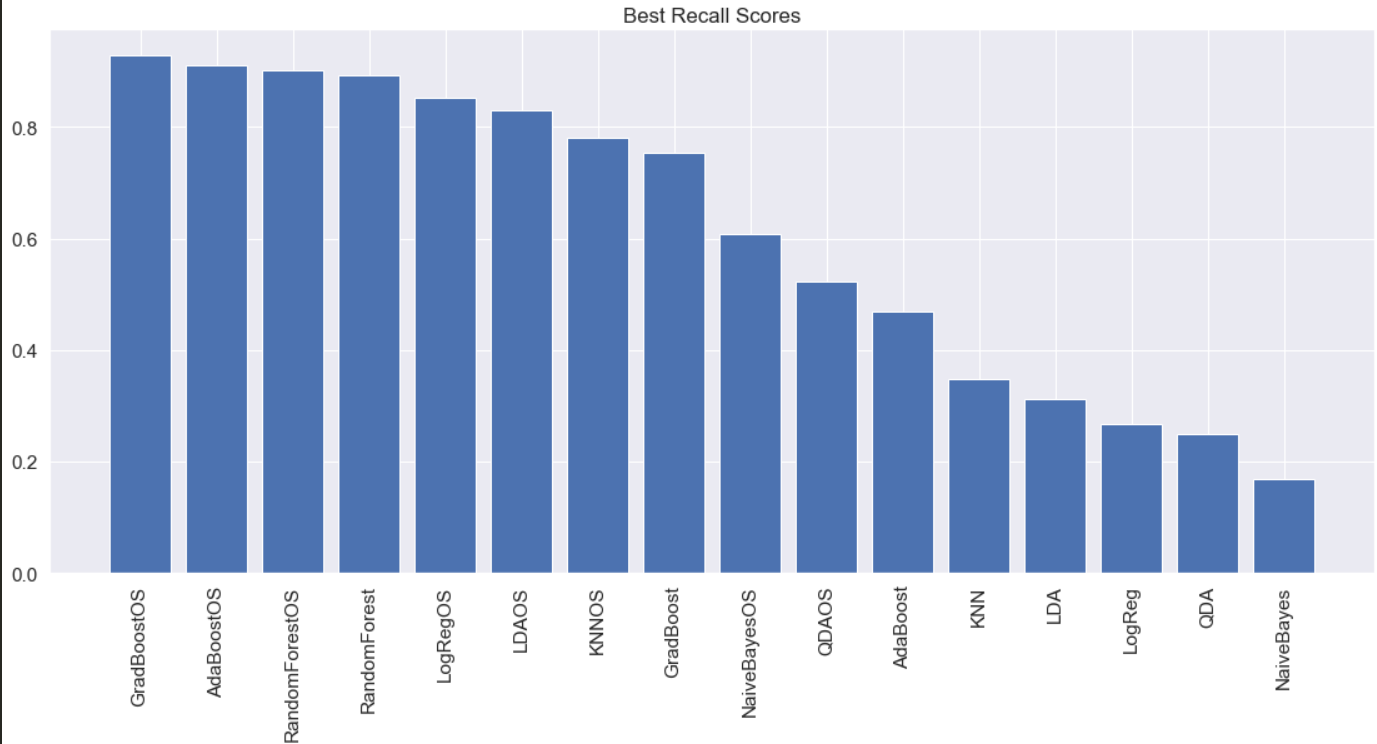 Best Recall Scores
0.8
0.6
0.4
0.2
0.0
GradBoostOS
AdaBoostOS
RandomForestOS
RandomForest
LogRegOS
LDAOS
KNNOS
GradBoost
NaiveBayesOS
QDAOS
AdaBoost
KNN
LDA
LogReg
QDA
NaiveBayes